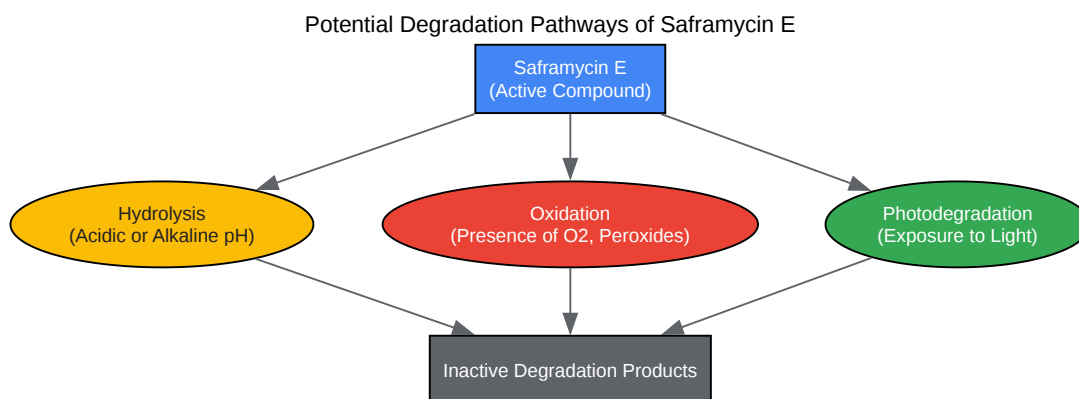 Potential Degradation Pathways of Saframycin E
Saframycin E
(Active Compound)
Hydrolysis
(Acidic or Alkaline pH)
Oxidation
(Presence of O2, Peroxides)
Photodegradation
(Exposure to Light)
Inactive Degradation Products